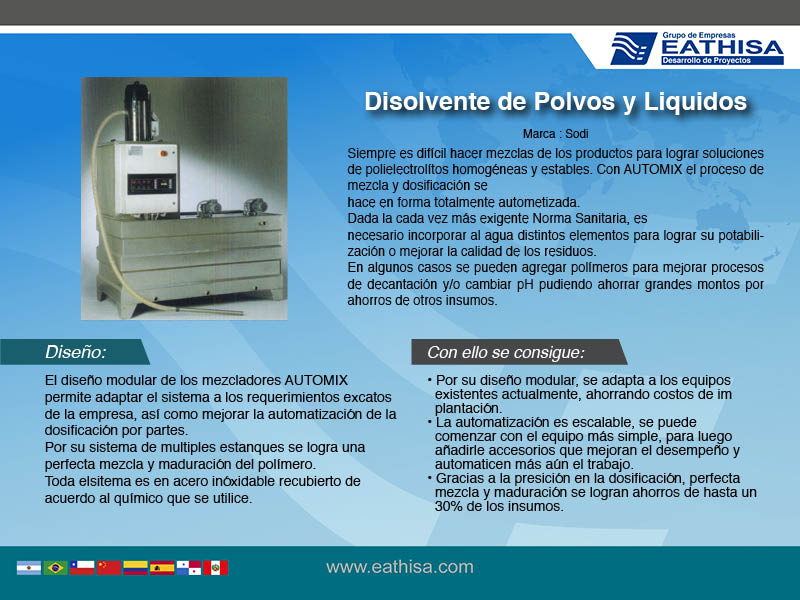 Grupo de Empresas
EATHISA
Desarrollo de Proyectos
Disolvente de Polvos y Liquidos
Marca : Sodi
Siempre es difícil hacer mezclas de los productos para lograr soluciones
de polielectrolítos homogéneas y estables. Con AUTOMIX el proceso de
mezcla y dosificación se
hace en forma totalmente autometizada.
Dada la cada vez más exigente Norma Sanitaria, es
necesario incorporar al agua distintos elementos para lograr su potabili-
zación o mejorar la calidad de los residuos.
En algunos casos se pueden agregar polímeros para mejorar procesos
de decantación y/o cambiar pH pudiendo ahorrar grandes montos por
ahorros de otros insumos.
Diseño:
El diseño modular de los mezcladores AUTOMIX
permite adaptar el sistema a los requerimientos excatos
de la empresa, así como mejorar la automatización de la
dosificación por partes.
Por su sistema de multiples estanques se logra una
perfecta mezcla y maduración del polímero.
Toda elsitema es en acero inóxidable recubierto de
acuerdo al químico que se utilice.
Con ello se consigue:
• Por su diseño modular, se adapta a los equipos
existentes actualmente, ahorrando costos de im
plantación.
• La automatización es escalable, se puede
comenzar con el equipo más simple, para luego
añadirle accesorios que mejoran el desempeño y
automaticen más aún el trabajo.
• Gracias a la presición en la dosificación, perfecta
mezcla y maduración se logran ahorros de hasta un
30% de los insumos.
www.eathisa.com